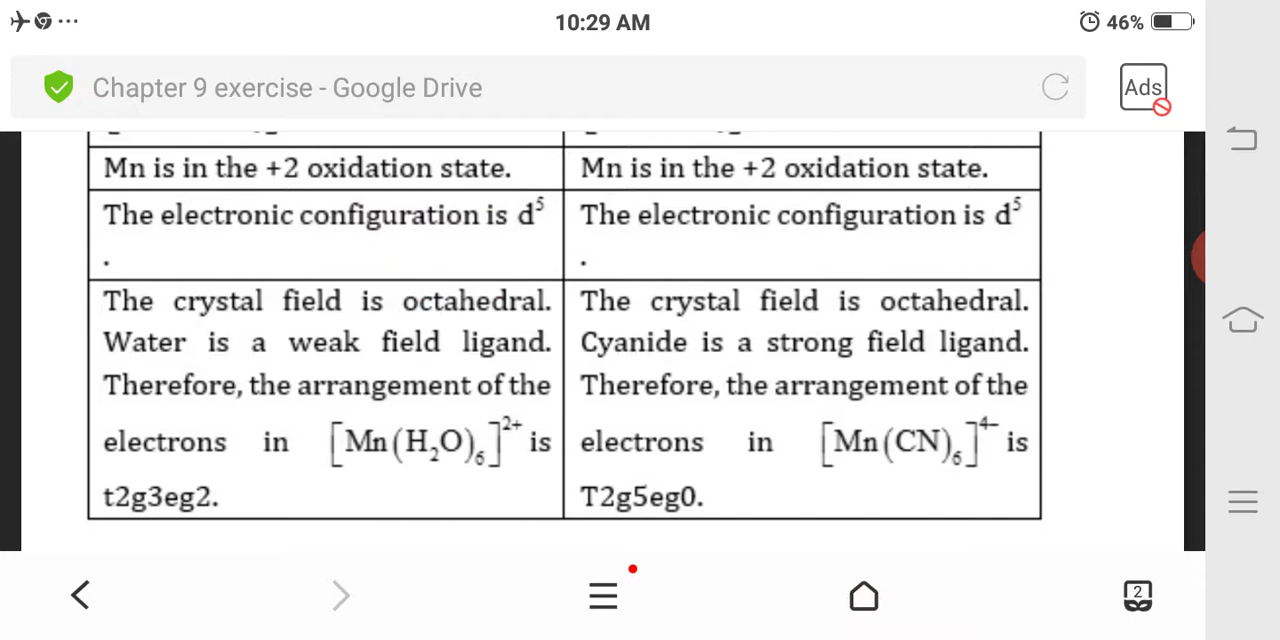 10:29 AM 46%
Chapter 9 exercise - Google Drive Ads
Mn is in the +2 oxidation state. Mn is in the +2 oxidation state.
The electronic configuration is d⁵ The electronic configuration is d⁵
. .
The crystal field is octahedral. The crystal field is octahedral.
Water is a weak field ligand. Cyanide is a strong field ligand.
Therefore, the arrangement of the Therefore, the arrangement of the
electrons in [Mn(H₂O)₆]²⁺ is electrons in [Mn(CN)₆]⁴⁻ is
t2g3eg2. T2g5eg0.
2